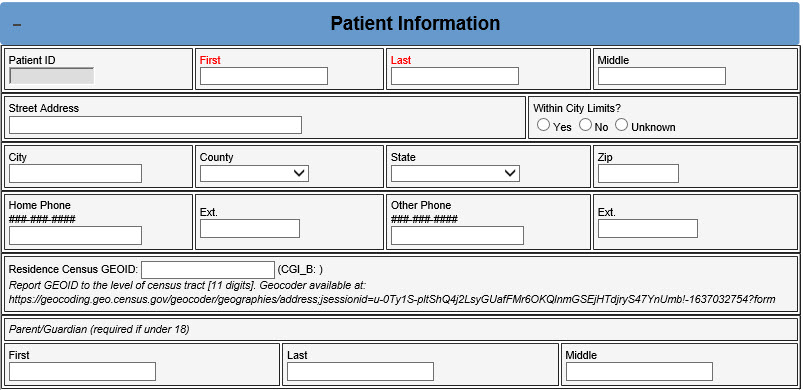 Patient Information
Patient ID First Last Middle
Street Address Within City Limits?
Yes No Unknown
City County State Zip
Home Phone Other Phone
###-###-#### Ext. ###-###-#### Ext.
Residence Census GEOID: (CGI_B: )
Report GEOID to the level of census tract [11 digits]. Geocoder available at:
https://geocoding.geo.census.gov/geocoder/geographies/address;jsessionid=u-0Ty1S-pltShQ4j2LsyGUafFMr6OKQlnmGSEjHTdjryS47YnUmb!-1637032754?form
Parent/Guardian (required if under 18)
First Last Middle